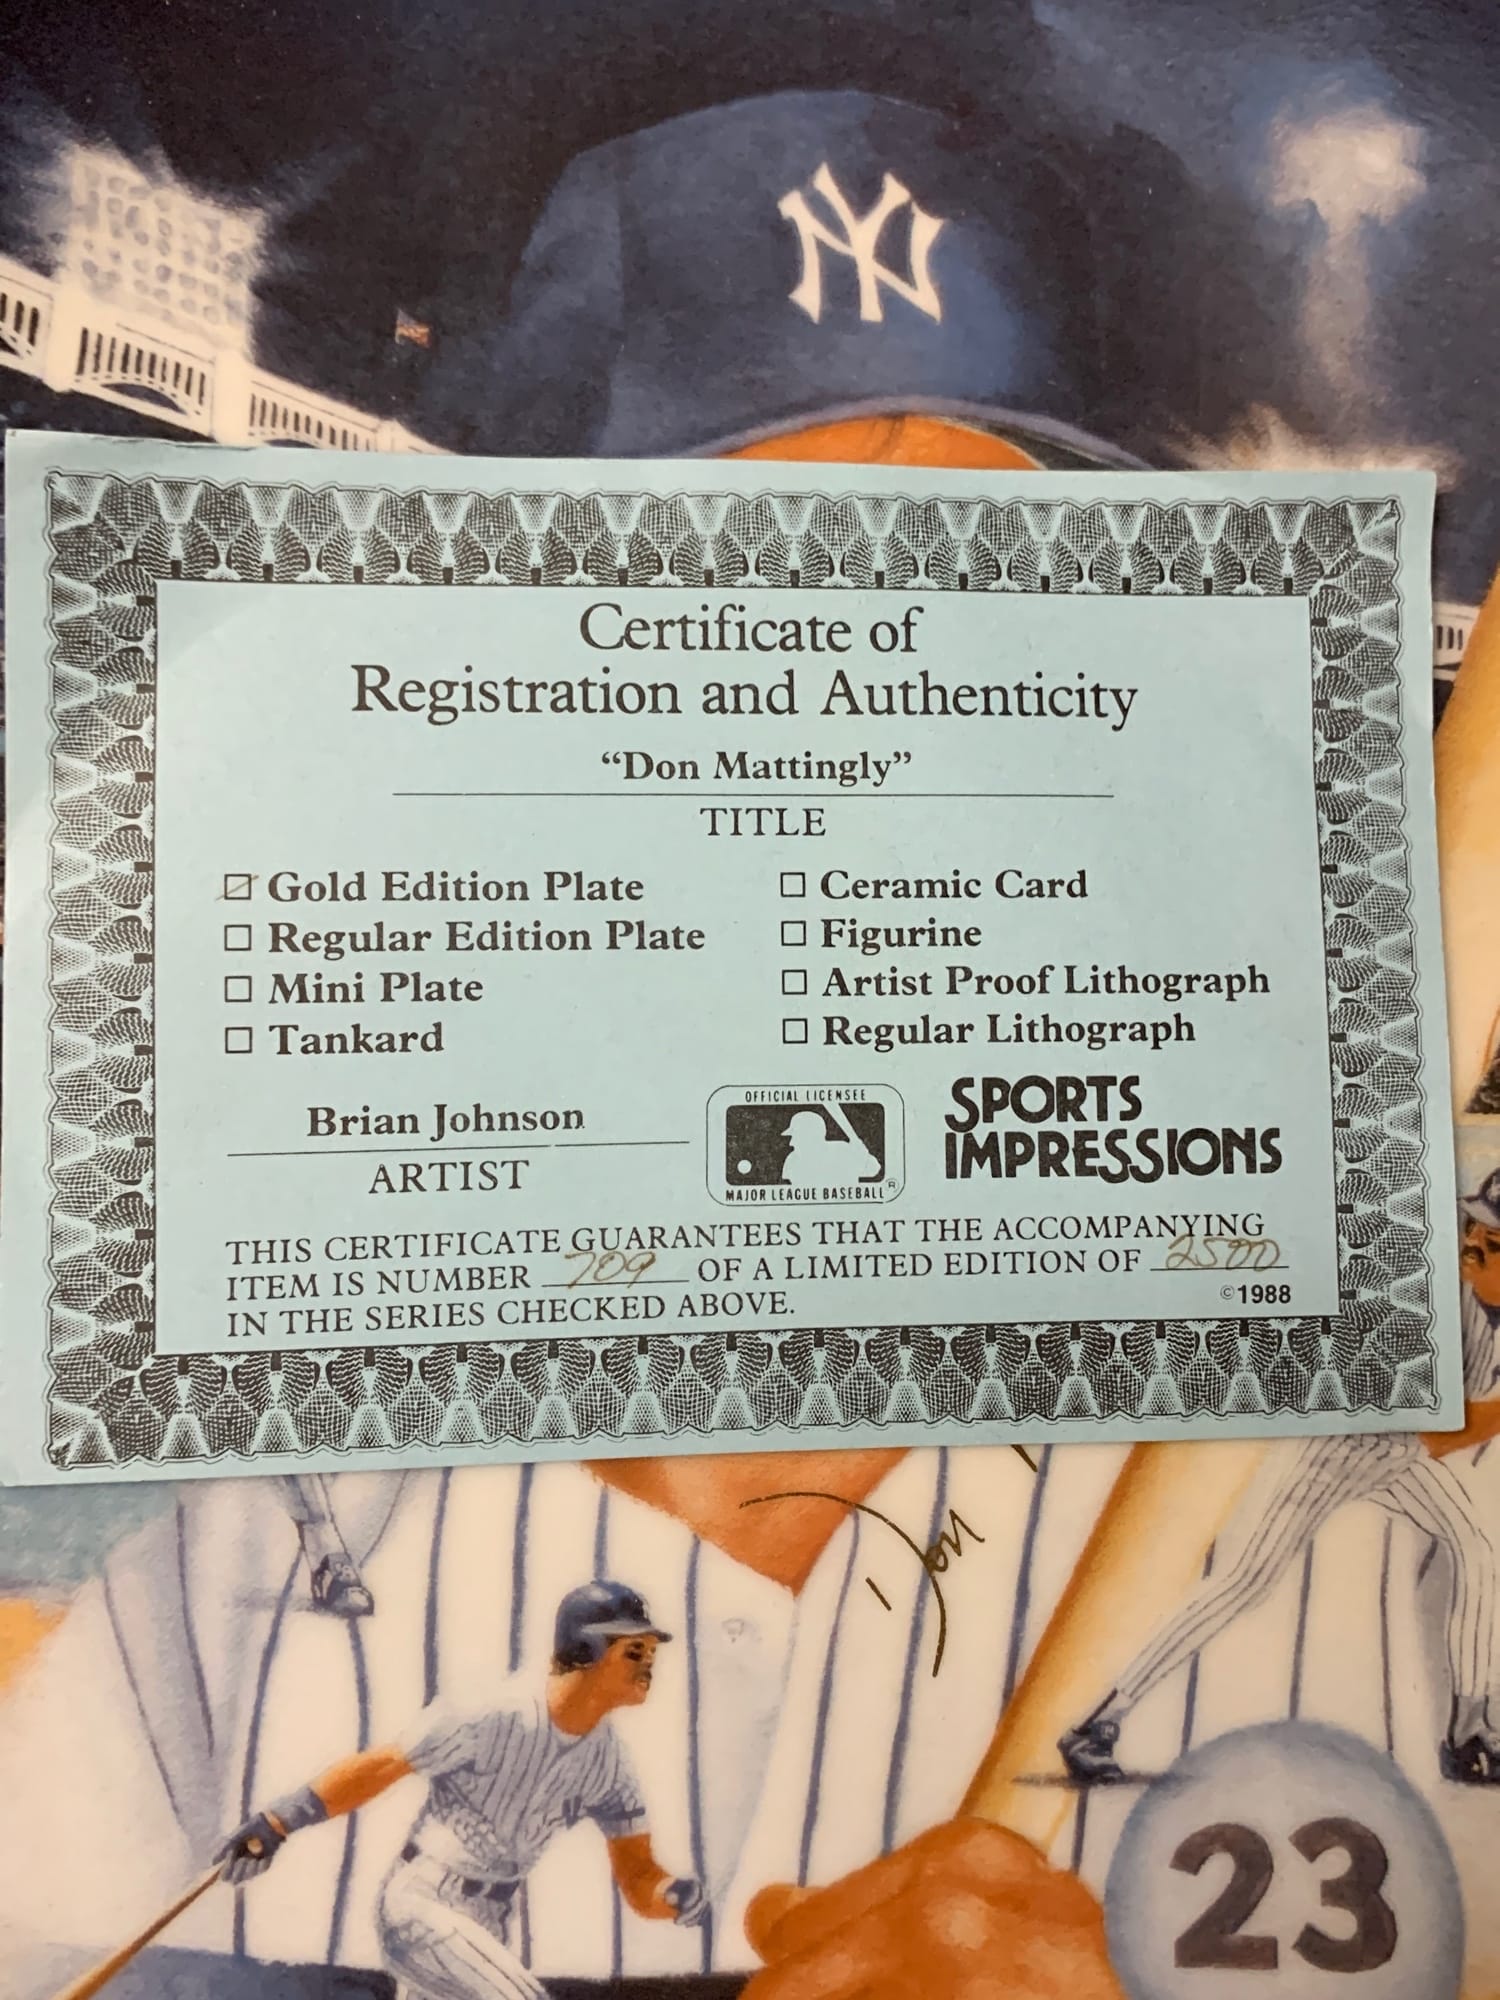 NY
Certificate of
Registration and Authenticity
“Don Mattingly”
TITLE
Gold Edition Plate
Regular Edition Plate
Mini Plate
Tankard
Ceramic Card
Figurine
Artist Proof Lithograph
Regular Lithograph
Brian Johnson
ARTIST
OFFICIAL LICENSEE
MAJOR LEAGUE BASEBALL ®
SPORTS
IMPRESSIONS
THIS CERTIFICATE GUARANTEES THAT THE ACCOMPANYING
ITEM IS NUMBER 709 OF A LIMITED EDITION OF 2500
IN THE SERIES CHECKED ABOVE.
©1988
Don
23